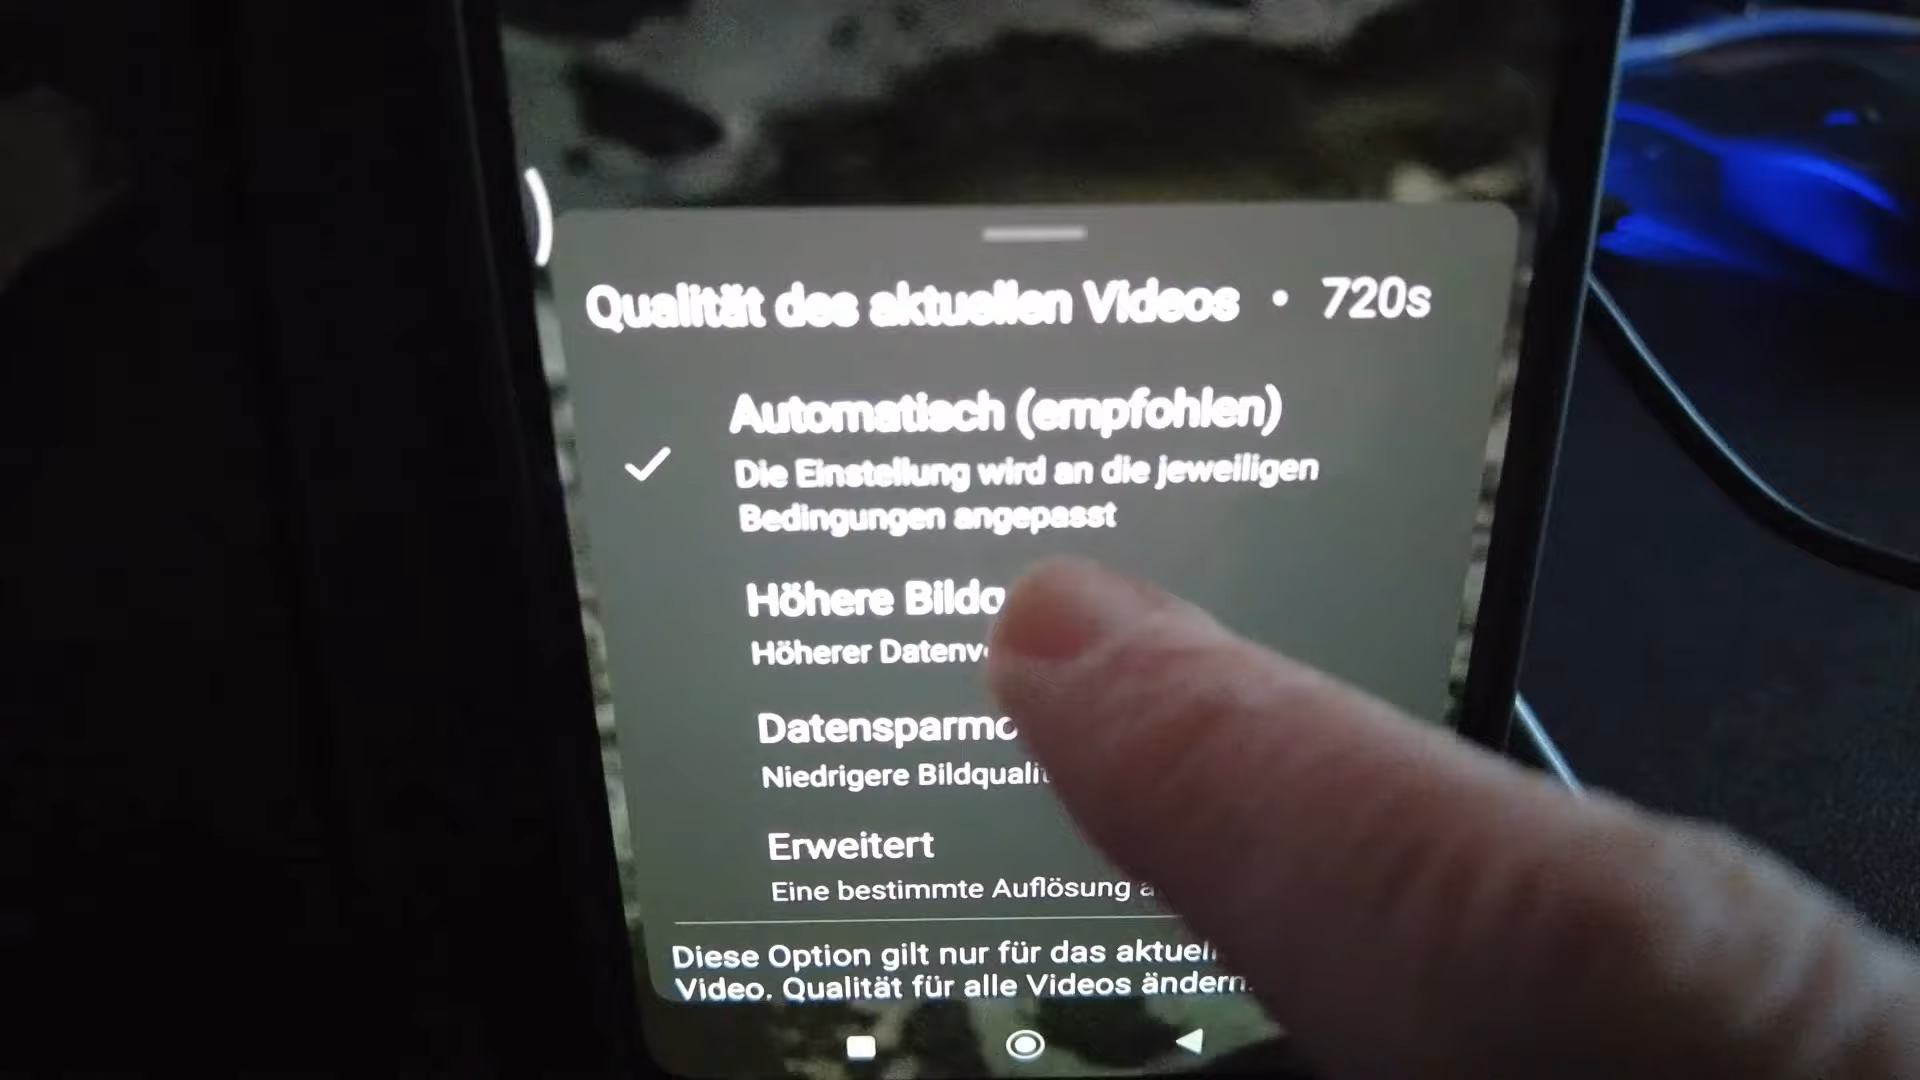 Qualität des aktuellen Videos • 720s
Automatisch (empfohlen)
Die Einstellung wird an die jeweiligen
Bedingungen angepasst
Höhere
Höherer
Niedrigere
Erweitert
Eine bestimmte Auflösung
Diese Option gilt nur für das
Video. Qualität für alle Videos ändern.